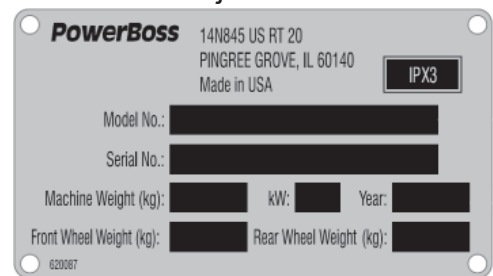 PowerBoss
14N845 US RT 20
PINGREE GROVE, IL 60140
Made in USA
IPX3
Model No.:
Serial No.:
Machine Weight (kg): kW: Year:
Front Wheel Weight (kg): Rear Wheel Weight (kg):
620087